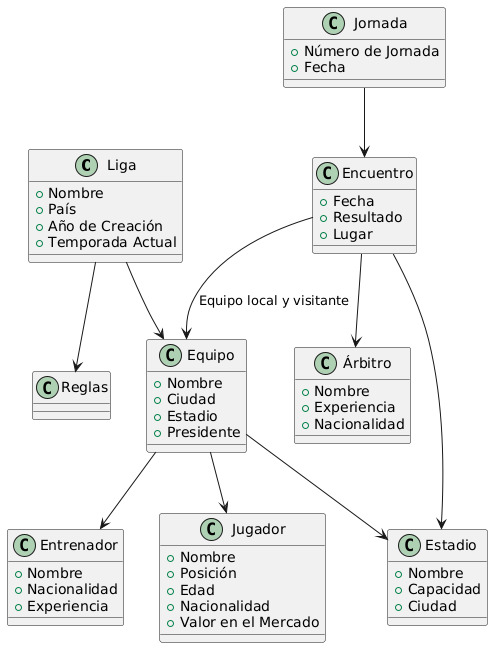 C Jornada
Número de Jornada
Fecha
C Liga
Nombre
País
Año de Creación
Temporada Actual
C Encuentro
Fecha
Resultado
Lugar
Equipo local y visitante
C Reglas
C Equipo
Nombre
Ciudad
Estadio
Presidente
C Árbitro
Nombre
Experiencia
Nacionalidad
C Entrenador
Nombre
Nacionalidad
Experiencia
C Jugador
Nombre
Posición
Edad
Nacionalidad
Valor en el Mercado
C Estadio
Nombre
Capacidad
Ciudad